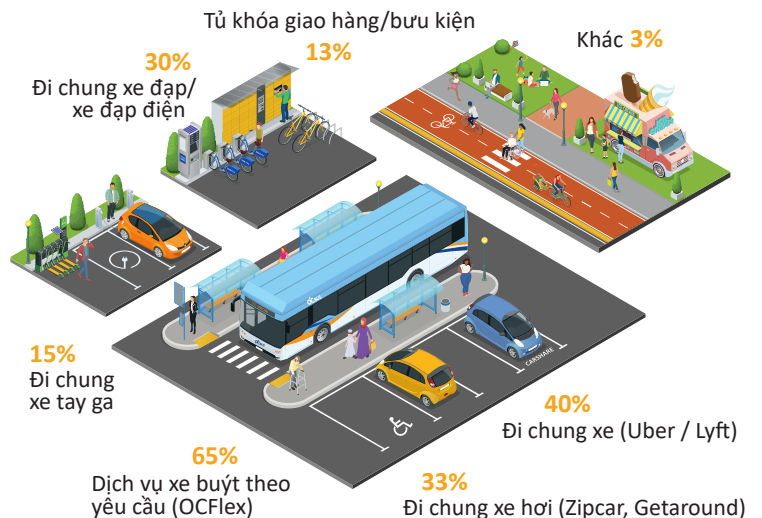 Tủ khóa giao hàng/bưu kiện
13%
Khác 3%
30%
Đi chung xe đạp/
xe đạp điện
15%
Đi chung
xe tay ga
CARSHARE
40%
Đi chung xe (Uber / Lyft)
65%
Dịch vụ xe buýt theo
yêu cầu (OCFlex)
33%
Đi chung xe hơi (Zipcar, Getaround)